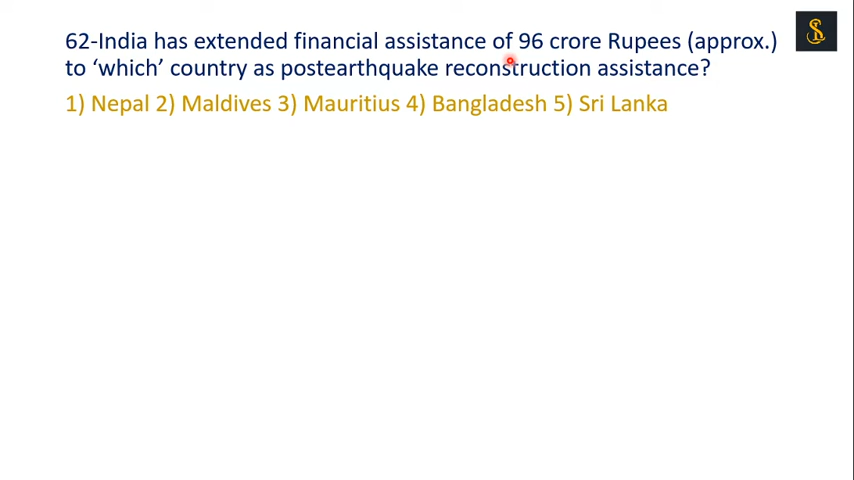 62-India has extended financial assistance of 96 crore Rupees (approx.)
to ‘which’ country as postearthquake reconstruction assistance?
1) Nepal 2) Maldives 3) Mauritius 4) Bangladesh 5) Sri Lanka